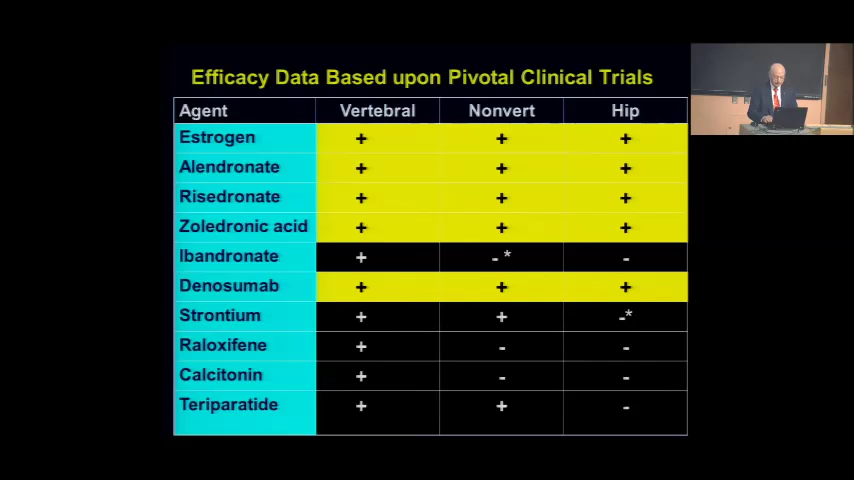 Efficacy Data Based upon Pivotal Clinical Trials
Agent Vertebral Nonvert Hip
Estrogen + + +
Alendronate + + +
Risedronate + + +
Zoledronic acid + + +
Ibandronate + - * -
Denosumab + + +
Strontium + + -*
Raloxifene + - -
Calcitonin + - -
Teriparatide + + -